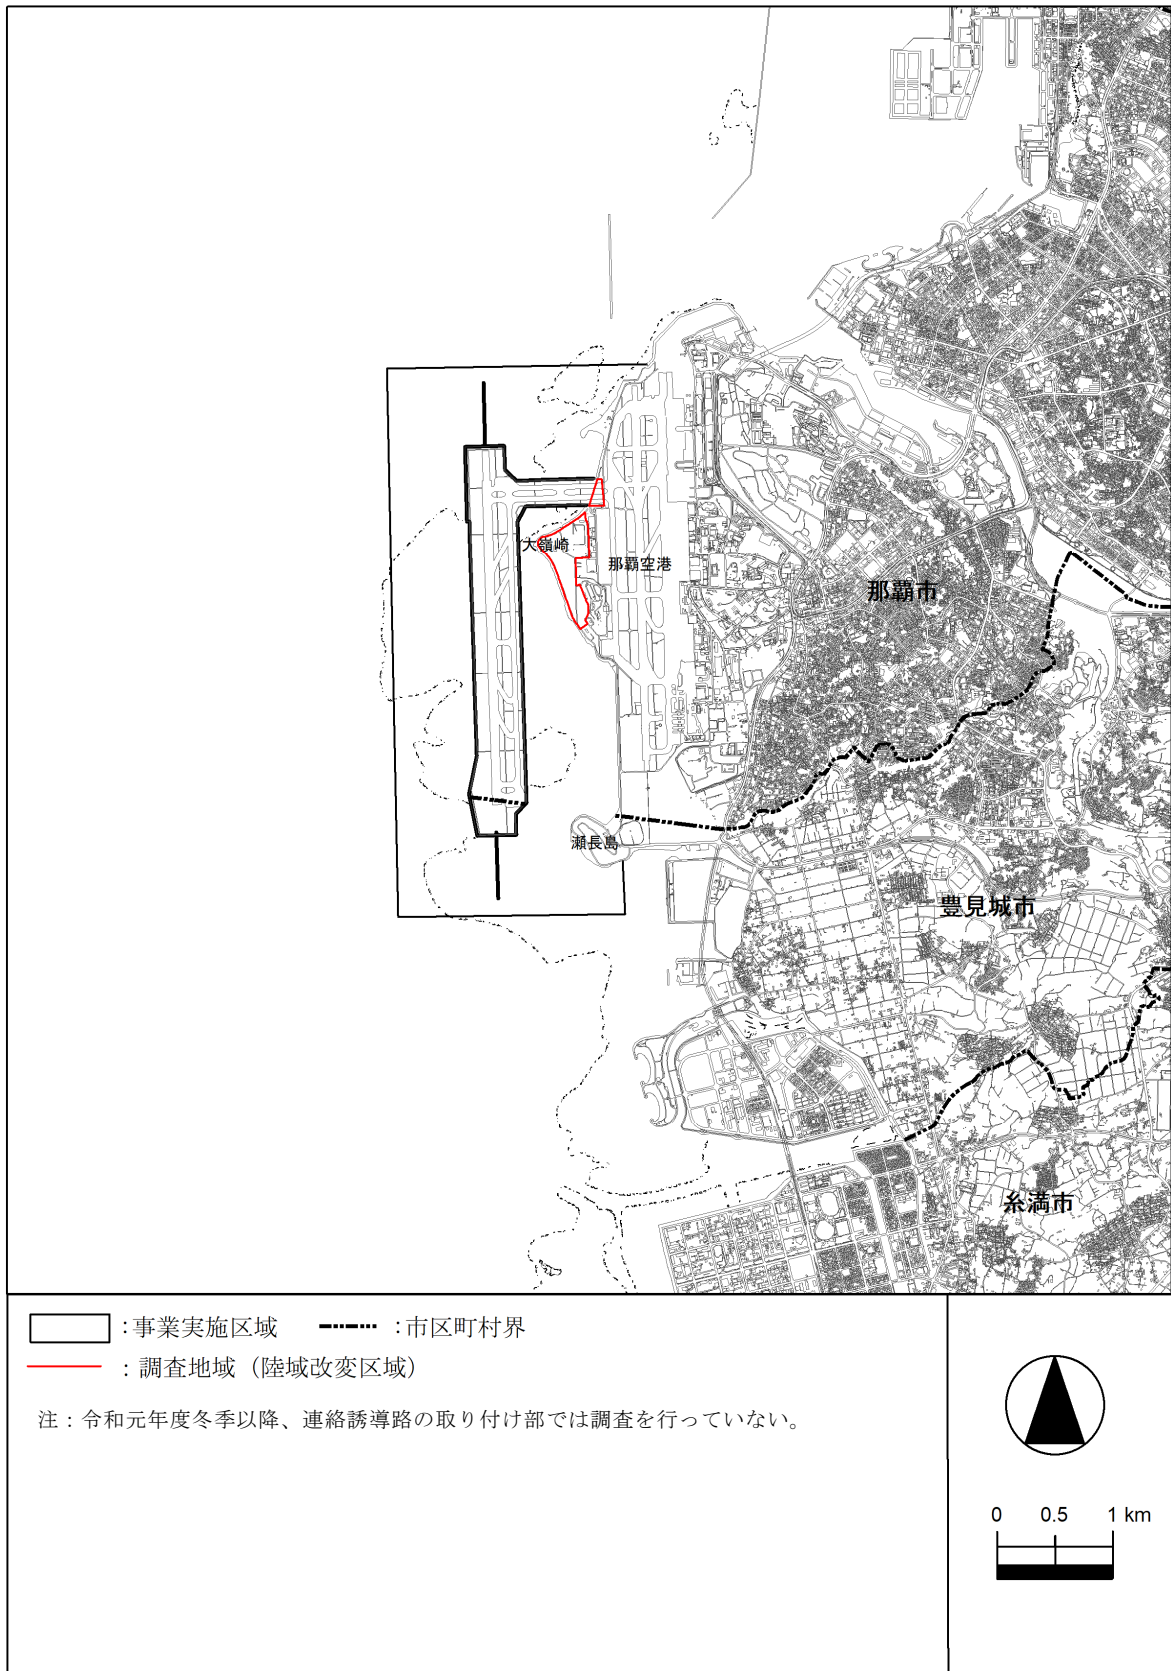 大嶺崎
那覇空港
那覇市
瀬長島
豊見城市
糸満市
:事業実施区域
:市区町村界
:調査地域(陸域改変区域)
注:令和元年度冬季以降、連絡誘導路の取り付け部では調査を行っていない。
0 0.5 1 km